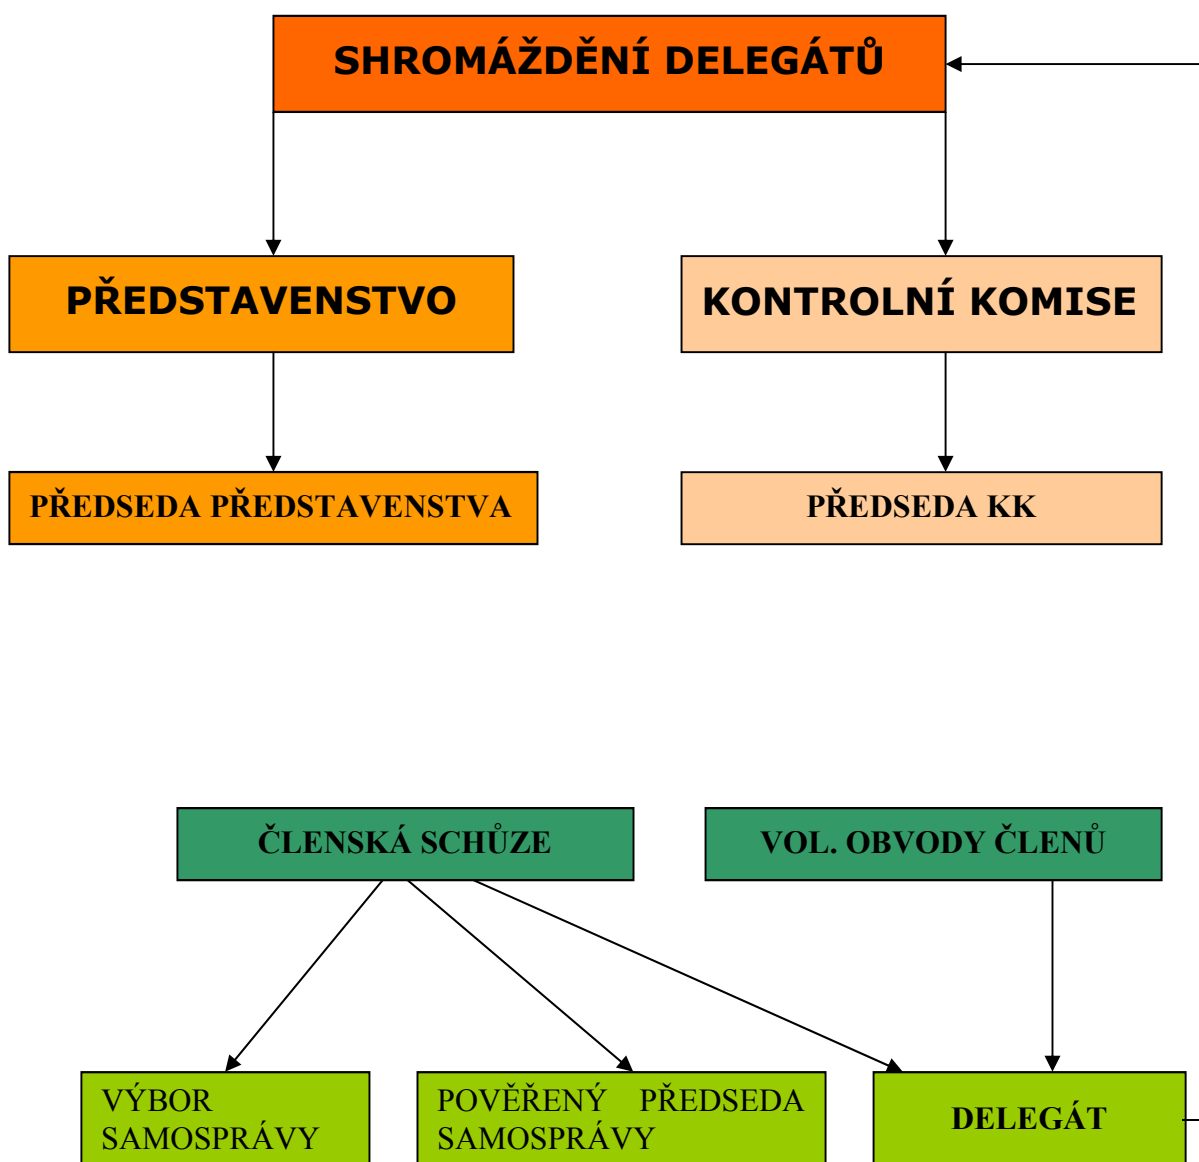 SHROMÁŽDĚNÍ DELEGÁTŮ
PŘEDSTAVENSTVO
KONTROLNÍ KOMISE
PŘEDSEDA PŘEDSTAVENSTVA
PŘEDSEDA KK
ČLENSKÁ SCHŮZE
VOL. OBVODY ČLENŮ
VÝBOR
SAMOSPRÁVY
POVĚŘENÝ PŘEDSEDA
SAMOSPRÁVY
DELEGÁT